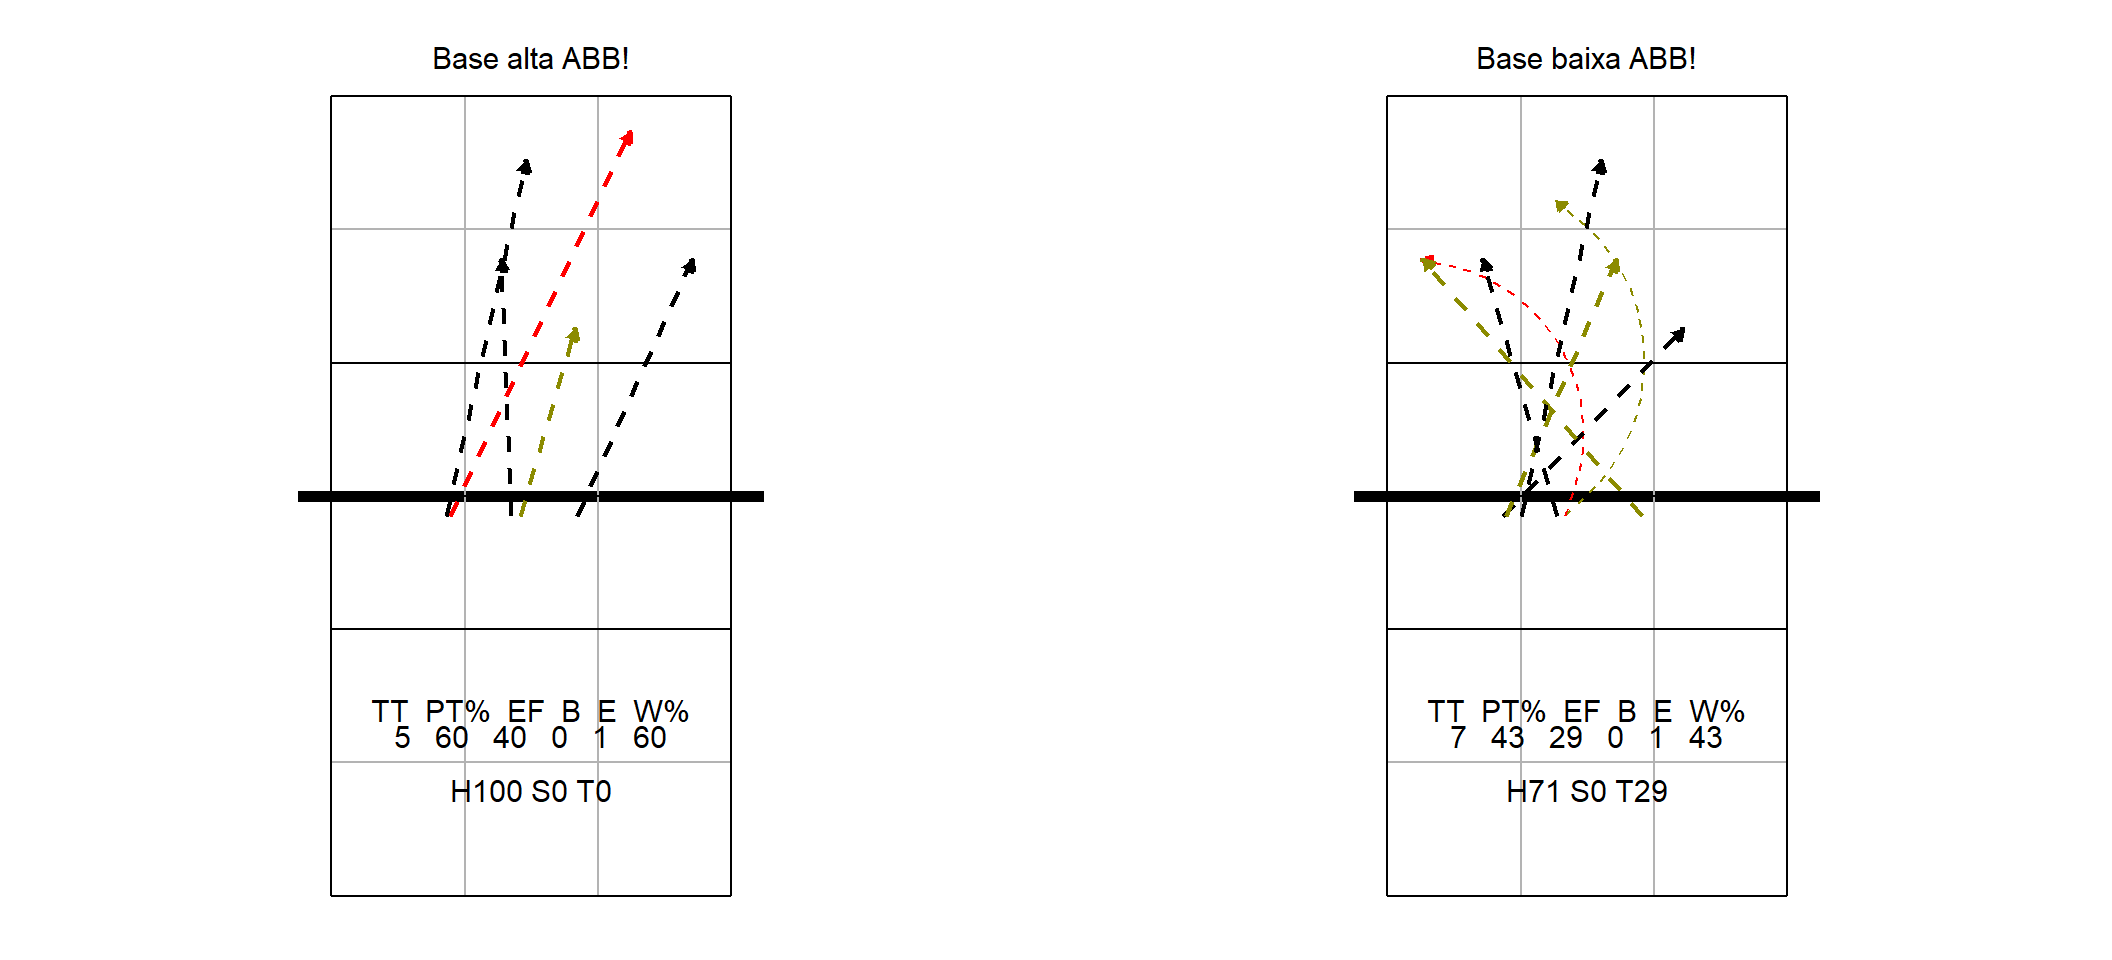 Base alta ABB!
TT PT% EF B E W%
5 60 40 0 1 60
H100 S0 T0
Base baixa ABB!
TT PT% EF B E W%
7 43 29 0 1 43
H71 S0 T29